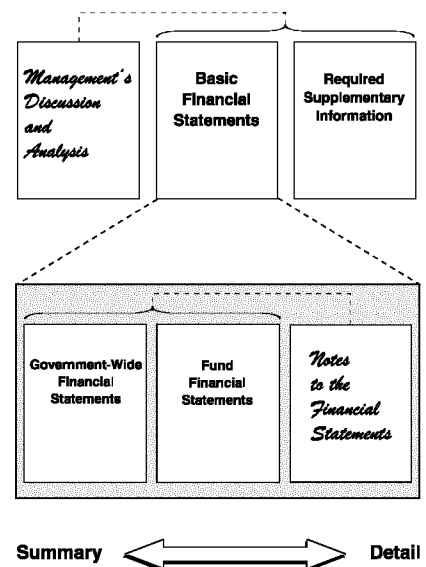 Management's
Discussion
and
Analysis
Basic
Financial
Statements
Required
Supplementary
Information
Government-Wide
Financial
Statements
Fund
Financial
Statements
Notes
to the
Financial
Statements
Summary
Detail